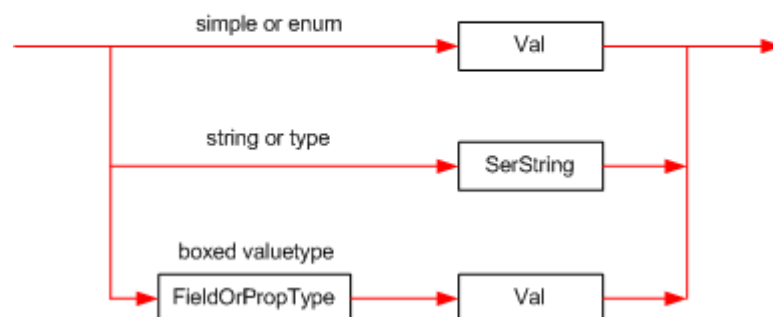 simple or enum
Val
string or type
SerString
boxed valuetype
FieldOrPropType
Val